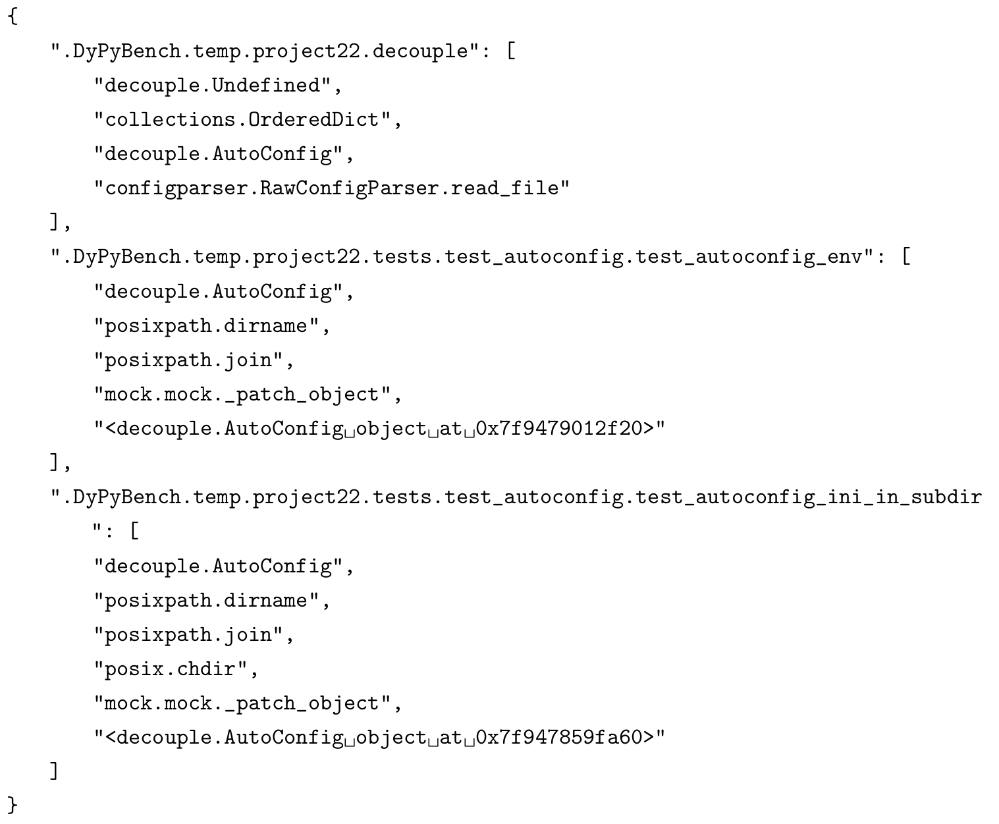 {
".DyPyBench.temp.project22.decouple": [
"decouple.Undefined",
"collections.OrderedDict",
"decouple.AutoConfig",
"configparser.RawConfigParser.read_file"
],
".DyPyBench.temp.project22.tests.test_autoconfig.test_autoconfig_env": [
"decouple.AutoConfig",
"posixpath.dirname",
"posixpath.join",
"mock.mock._patch_object",
"<decouple.AutoConfig␣object␣at␣0x7f9479012f20>"
],
".DyPyBench.temp.project22.tests.test_autoconfig.test_autoconfig_ini_in_subdir
": [
"decouple.AutoConfig",
"posixpath.dirname",
"posixpath.join",
"posix.chdir",
"mock.mock._patch_object",
"<decouple.AutoConfig␣object␣at␣0x7f947859fa60>"
]
}